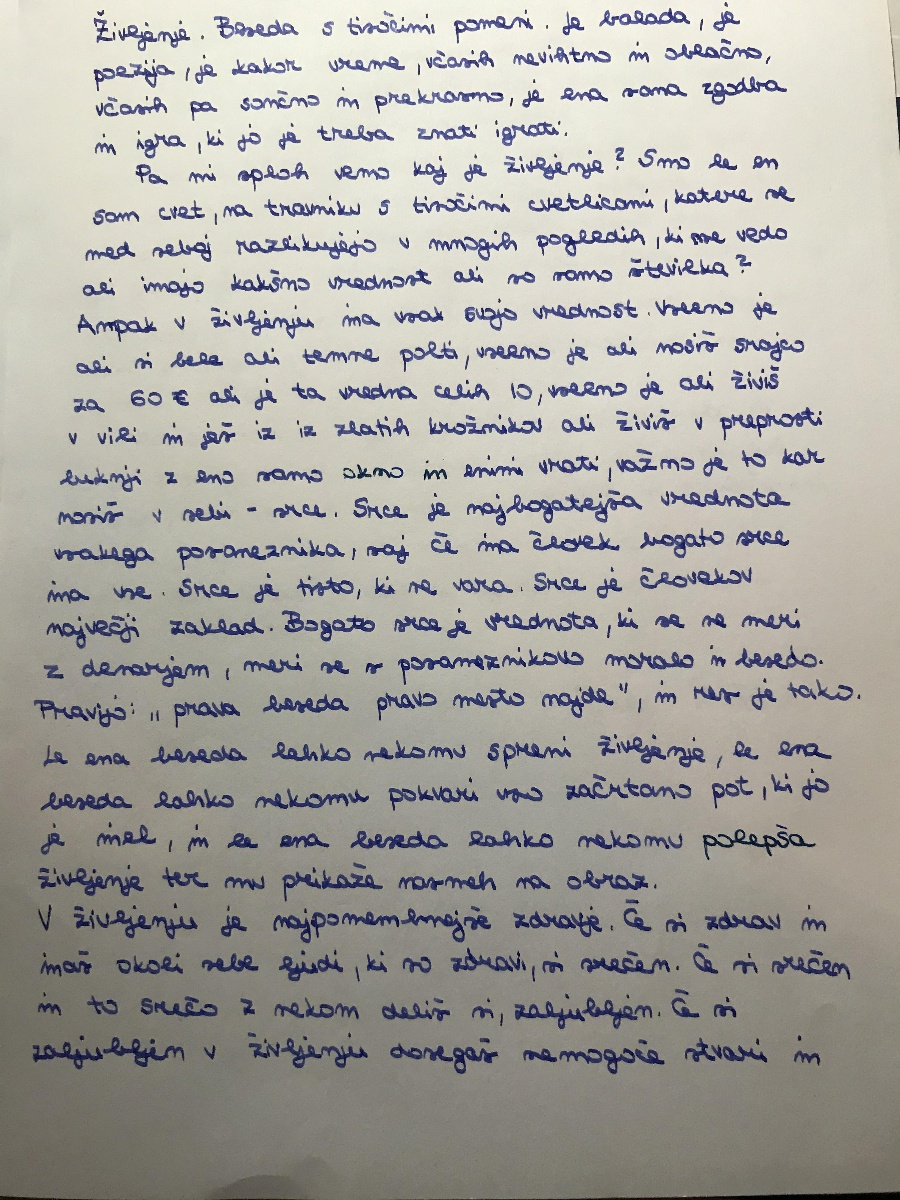 Življenje. Beseda s tisočimi pomeni. Je balada, je
poezija, je kakor vreme, včasih nevihtno in oblačno,
včasih pa sončno in prekrasno, je ena sama zgodba
in igra, ki jo je treba znati igrati.
Pa mi sploh vemo kaj je življenje? Smo le en
sam cvet, na travniku s tisočimi cvetlicami, katere se
med seboj razlikujejo v mnogih pogledih, ki ne vedo
ali imajo kakšno vrednost ali so samo številka?
Ampak v življenju ima vsak svojo vrednost. Vseeno je
ali si bele ali temne polti, vseeno je ali nosiš srajco
za 60 € ali je ta vredna celih 10, vseeno je ali živiš
v vili in ješ iz iz zlatih krožnikov ali živiš v preprosti
luknji z eno samo okno in enimi vrati, važno je to kar
nosiš v sebi - srce. Srce je najbogatejša vrednota
vsakega posameznika, saj če ima človek bogato srce
ima vse. Srce je tisto, ki se vara. Srce je človekov
največji zaklad. Bogato srce je vrednota, ki se ne meri
z denarjem, meri se s posameznikovo moralo in besedo.
Pravijo: „prava beseda pravo mesto najde", in res je tako.
Le ena beseda lahko nekomu spreni življenje, le ena
beseda lahko nekomu pokvari vso začrtano pot, ki jo
je imel, in le ena beseda lahko nekomu polepša
življenje ter mu prikaže nasmeh na obraz.
V življenju je najpomembnejše zdravje. Če si zdrav in
imaš okoli sebe ljudi, ki so zdravi, si srečen. Če si srečen
in to srečo z nekom deliš si, zaljubljen. Če si
zaljubljen v življenju dosegaš nemogoče stvari in